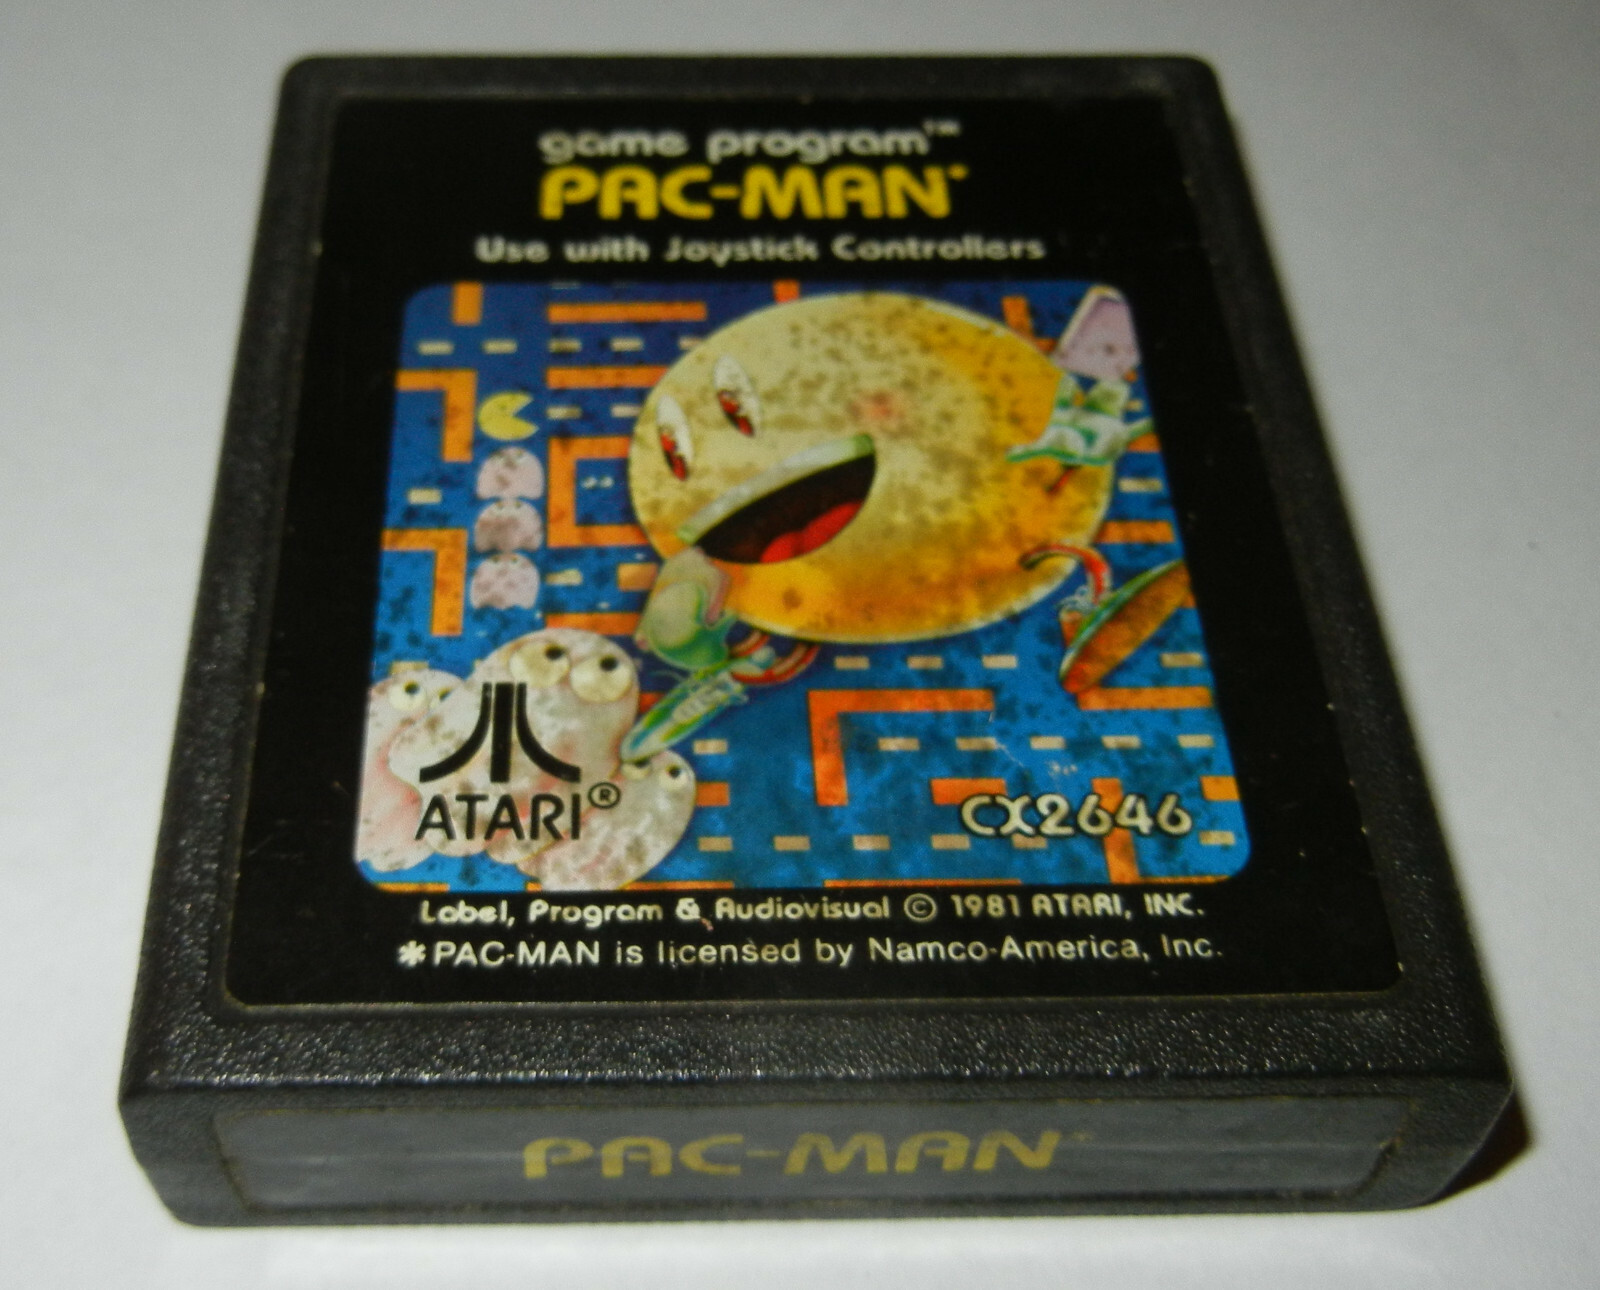 game program™
PAC-MAN*
Use with Joystick Controllers
ATARI®
CX2646
Label, Program & Audiovisual © 1981 ATARI, INC.
*PAC-MAN is licensed by Namco-America, Inc.
PAC-MAN*